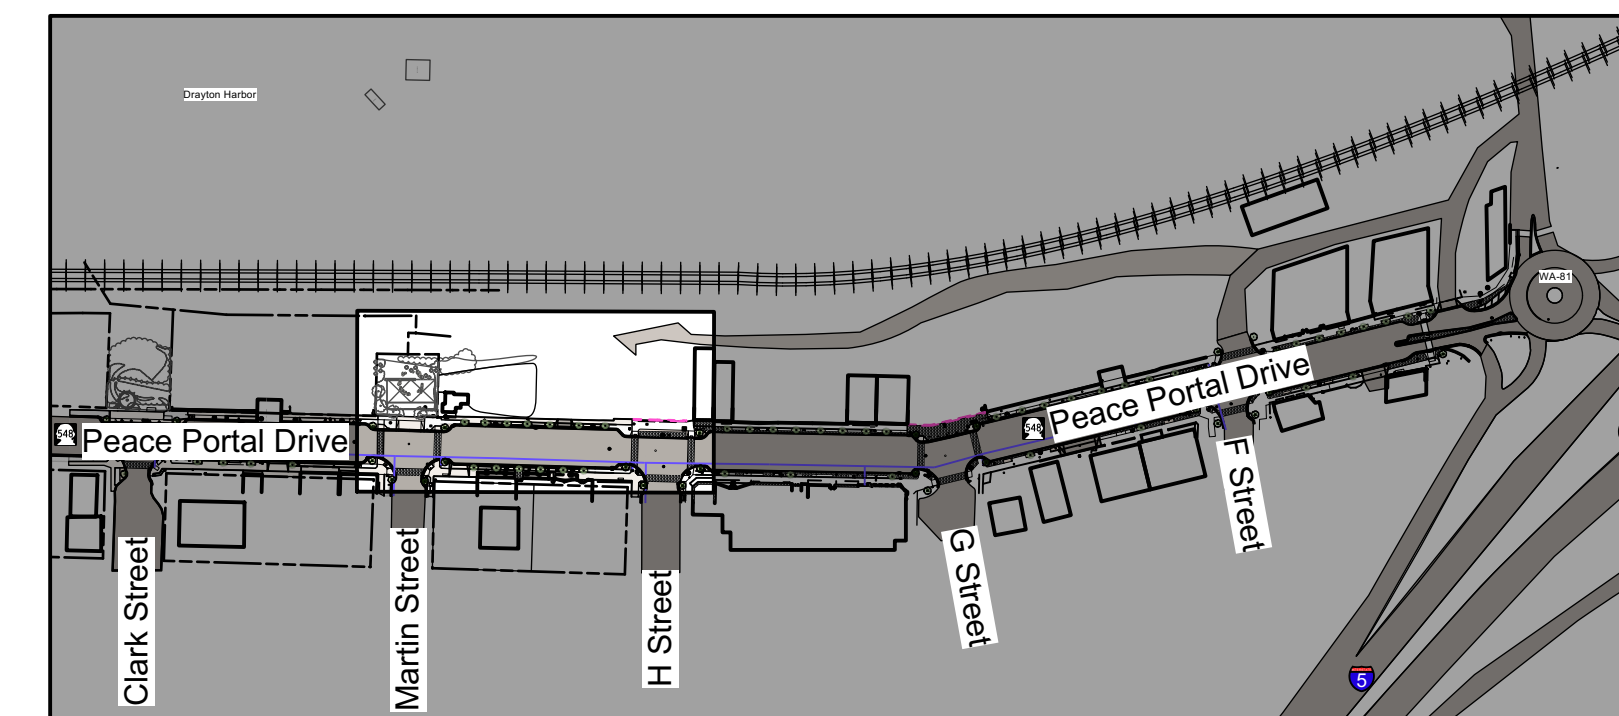 Drayton Harbor
WA-81
Peace Portal Drive
548
Peace Portal Drive
548
F Street
G Street
Clark Street
Martin Street
H Street
INTERSTATE
5